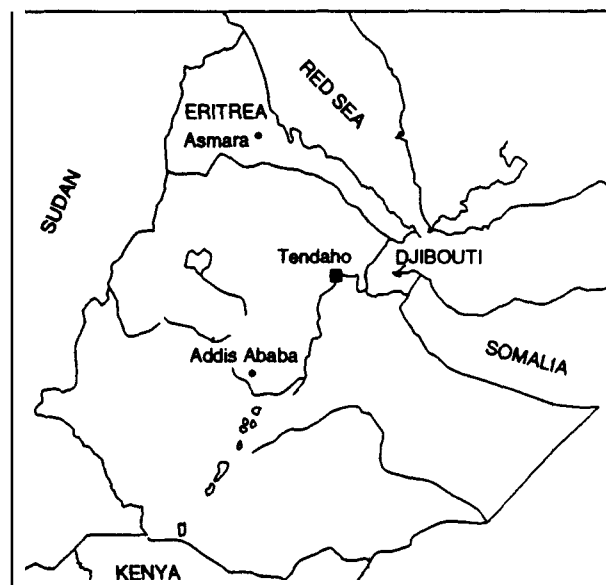 RED SEA
ERITREA
Asmara
SUDAN
Tendaho
DJIBOUTI
Addis Ababa
SOMALIA
KENYA